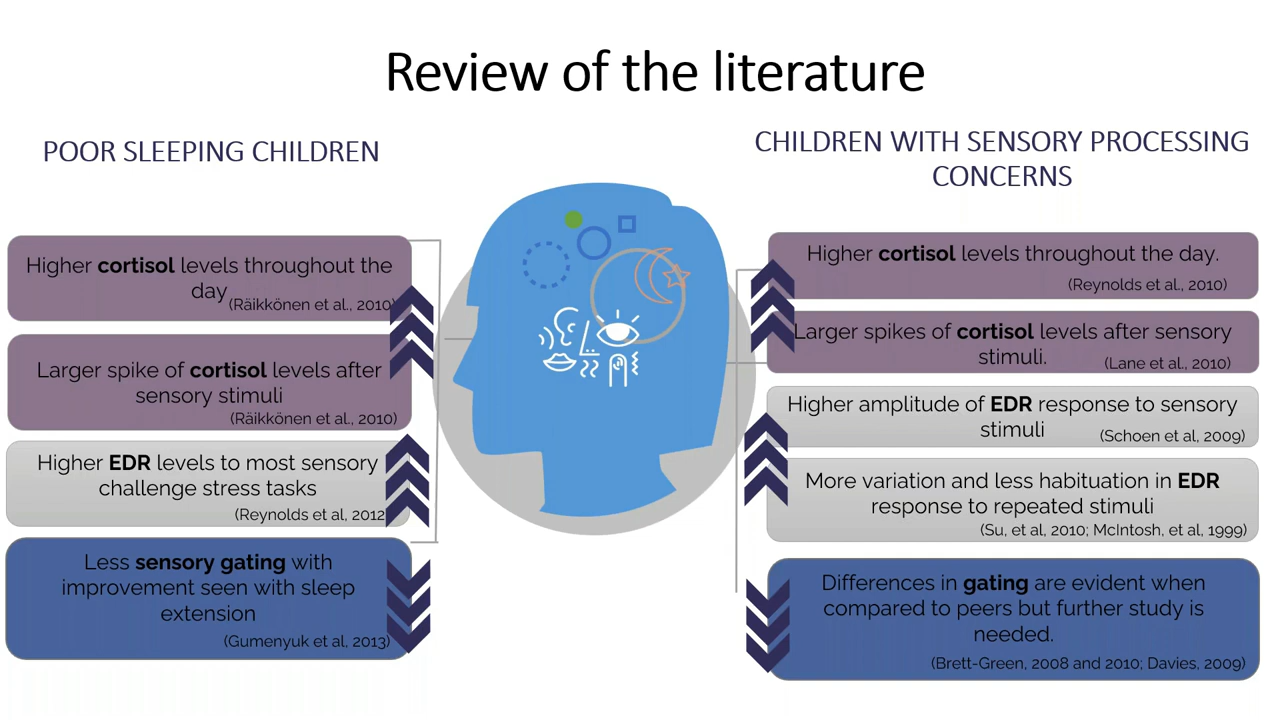 Review of the literature
POOR SLEEPING CHILDREN
Higher cortisol levels throughout the
day (Räikkönen et al., 2010)
Larger spike of cortisol levels after
sensory stimuli
(Räikkönen et al., 2010)
Higher EDR levels to most sensory
challenge stress tasks
(Reynolds et al, 2012
Less sensory gating with
improvement seen with sleep
extension
(Gumenyuk et al, 2013)
CHILDREN WITH SENSORY PROCESSING
CONCERNS
Higher cortisol levels throughout the day.
(Reynolds et al., 2010)
Larger spikes of cortisol levels after sensory
stimuli. (Lane et al., 2010)
Higher amplitude of EDR response to sensory
stimuli (Schoen et al, 2009)
More variation and less habituation in EDR
response to repeated stimuli
(Su, et al, 2010; McIntosh, et al, 1999)
Differences in gating are evident when
compared to peers but further study is
needed.
(Brett-Green, 2008 and 2010; Davies, 2009)